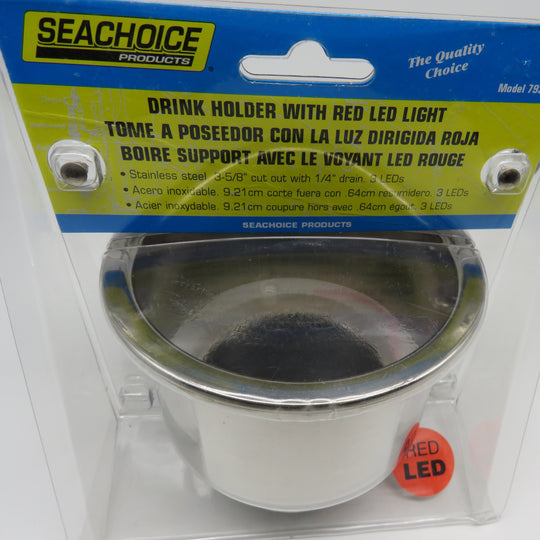 SEACHOICE
PRODUCTS
The Quality
Choice
DRINK HOLDER WITH RED LED LIGHT
TOME A POSEEDOR CON LA LUZ DIRIGIDA ROJA
BOIRE SUPPORT AVEC LE VOYANT LED ROUGE
• Stainless steel. 3-5/8" cut out with 1/4" drain. 3 LEDs
• Acero inoxidable. 9.21cm corte fuera con .64cm resumidero. 3 LEDs
• Acier inoxydable. 9.21cm coupure hors avec .64cm égout. 3 LEDs
SEACHOICE PRODUCTS
Model
RED
LED